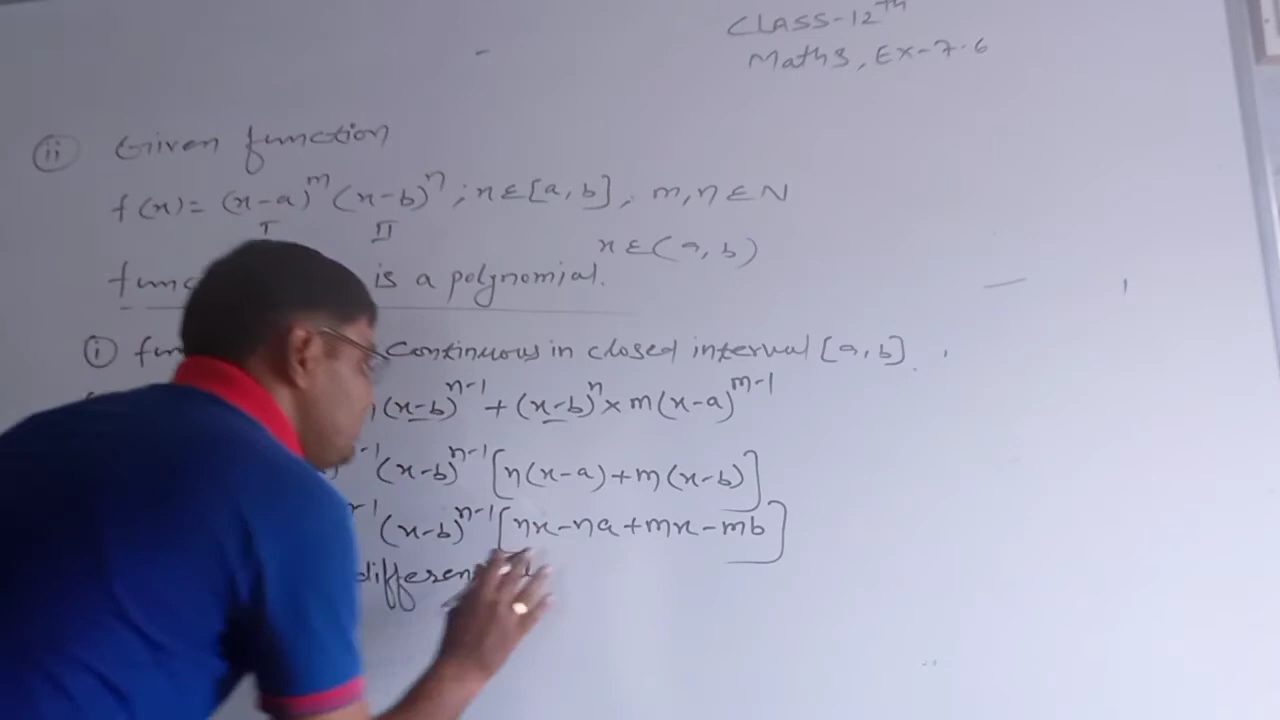 CLASS-12th
Maths, Ex-7.6
(ii) Given function
f(x)= (x-a)^m (x-b)^n ; x∈[a,b], m,n∈N
I II
x∈(a,b)
is a polynomial.
(i) Continuous in closed interval [a,b].
(x-b)^n-1 + (x-b)^n × m(x-a)^m-1
(x-b)^n-1 [n(x-a)+m(x-b)]
(x-b)^n-1 [nx-na+mx-mb]